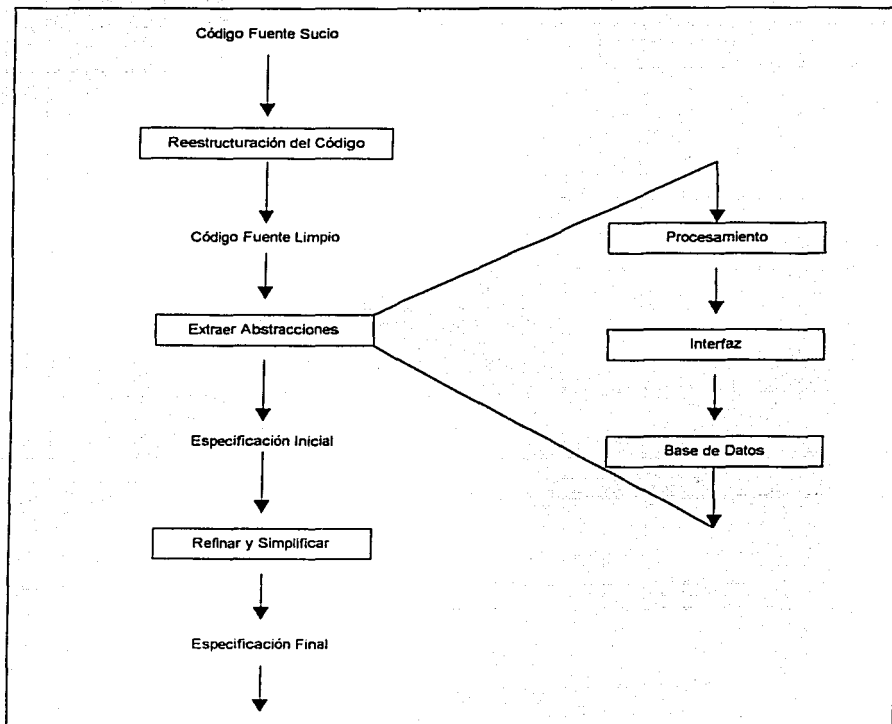 Código Fuente Sucio
Reestructuración del Código
Código Fuente Limpio
Extraer Abstracciones
Especificación Inicial
Refinar y Simplificar
Especificación Final
Procesamiento
Interfaz
Base de Datos